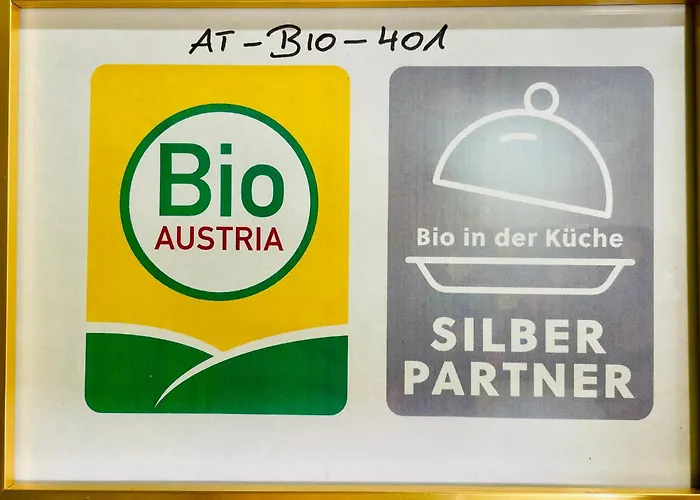 AT-BIO-401
Bio
AUSTRIA
Bio in der Küche
SILBER
PARTNER